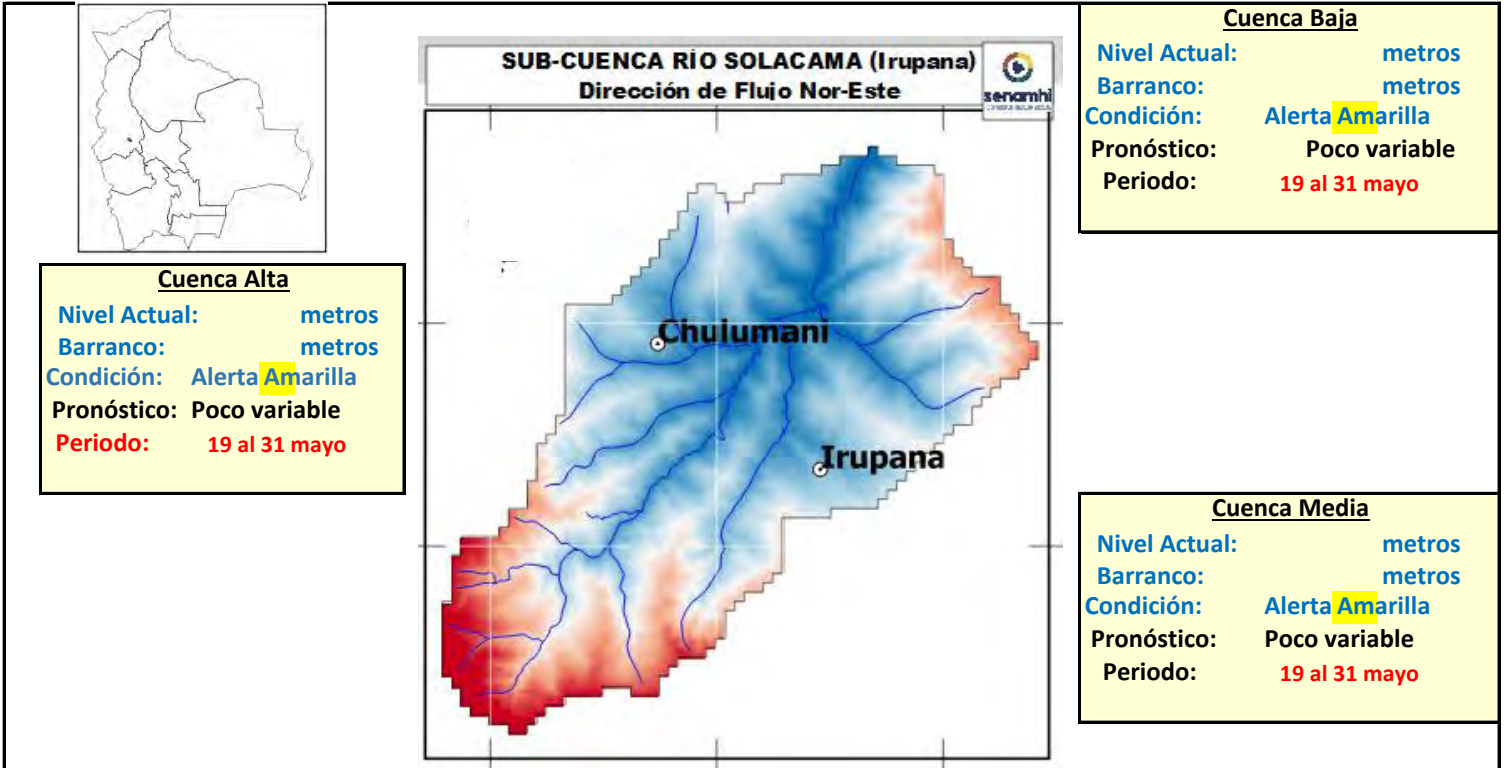 SUB-CUENCA RÍO SOLACAMA (Irupana)
Dirección de Flujo Nor-Este
senamhi
Cuenca Baja
Nivel Actual: metros
Barranco: metros
Condición: Alerta Amarilla
Pronóstico: Poco variable
Periodo: 19 al 31 mayo
Cuenca Alta
Nivel Actual: metros
Barranco: metros
Condición: Alerta Amarilla
Pronóstico: Poco variable
Periodo: 19 al 31 mayo
Chulumani
Irupana
Cuenca Media
Nivel Actual: metros
Barranco: metros
Condición: Alerta Amarilla
Pronóstico: Poco variable
Periodo: 19 al 31 mayo